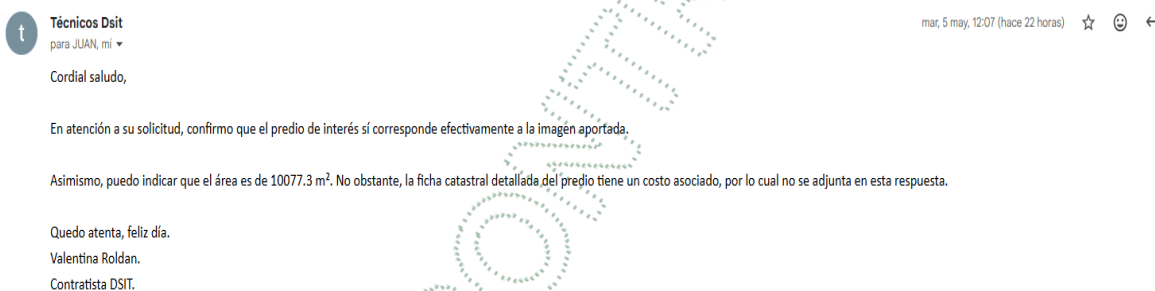 t
Técnicos Dsit
mar, 5 may, 12:07 (hace 22 horas)
para JUAN, mí
Cordial saludo,
En atención a su solicitud, confirmo que el predio de interés sí corresponde efectivamente a la imagen aportada.
Asimismo, puedo indicar que el área es de 10077.3 m². No obstante, la ficha catastral detallada del predio tiene un costo asociado, por lo cual no se adjunta en esta respuesta.
Quedo atenta, feliz día.
Valentina Roldan.
Contratista DSIT.